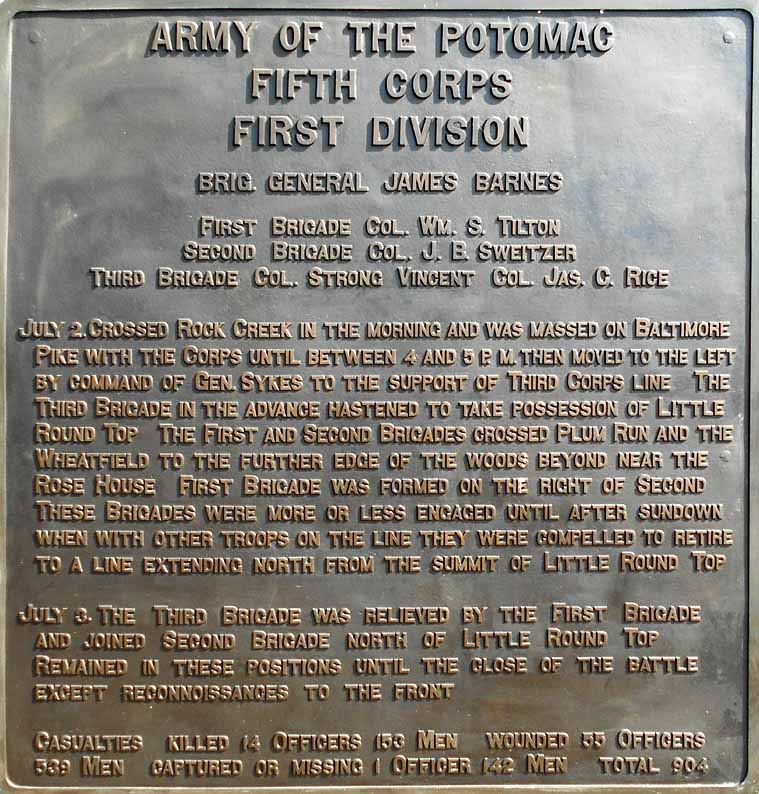 ARMY OF THE POTOMAC
FIFTH CORPS
FIRST DIVISION
BRIG. GENERAL JAMES BARNES
FIRST BRIGADE COL. WM. S. TILTON
SECOND BRIGADE COL. J. B. SWEITZER
THIRD BRIGADE COL. STRONG VINCENT COL. JAS. C. RICE
JULY 2. CROSSED ROCK CREEK IN THE MORNING AND WAS MASSED ON BALTIMORE
PIKE WITH THE CORPS UNTIL BETWEEN 4 AND 5 P. M. THEN MOVED TO THE LEFT
BY COMMAND OF GEN. SYKES TO THE SUPPORT OF THIRD CORPS LINE THE
THIRD BRIGADE IN THE ADVANCE HASTENED TO TAKE POSSESSION OF LITTLE
ROUND TOP THE FIRST AND SECOND BRIGADES CROSSED PLUM RUN AND THE
WHEATFIELD TO THE FURTHER EDGE OF THE WOODS BEYOND NEAR THE
ROSE HOUSE FIRST BRIGADE WAS FORMED ON THE RIGHT OF SECOND
THESE BRIGADES WERE MORE OR LESS ENGAGED UNTIL AFTER SUNDOWN
WHEN WITH OTHER TROOPS ON THE LINE THEY WERE COMPELLED TO RETIRE
TO A LINE EXTENDING NORTH FROM THE SUMMIT OF LITTLE ROUND TOP
JULY 3. THE THIRD BRIGADE WAS RELIEVED BY THE FIRST BRIGADE
AND JOINED SECOND BRIGADE NORTH OF LITTLE ROUND TOP
REMAINED IN THESE POSITIONS UNTIL THE CLOSE OF THE BATTLE
EXCEPT RECONNOISSANCES TO THE FRONT
CASUALTIES KILLED 14 OFFICERS 153 MEN WOUNDED 55 OFFICERS
539 MEN CAPTURED OR MISSING 1 OFFICER 142 MEN TOTAL 904